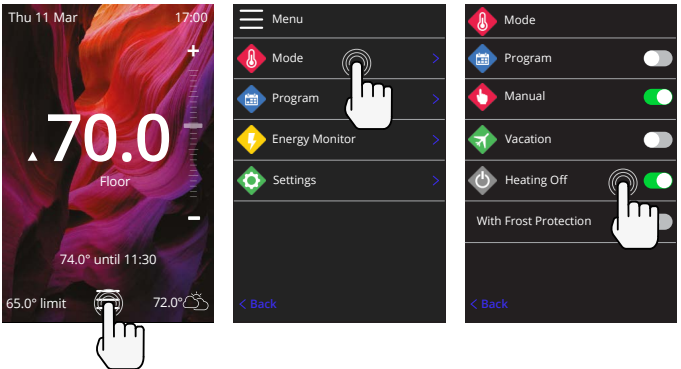 Thu 11 Mar 17:00
70.0
Floor
74.0° until 11:30
65.0° limit 72.0°
Menu
Mode
Program
Energy Monitor
Settings
< Back
Mode
Program
Manual
Vacation
Heating Off
With Frost Protection
< Back